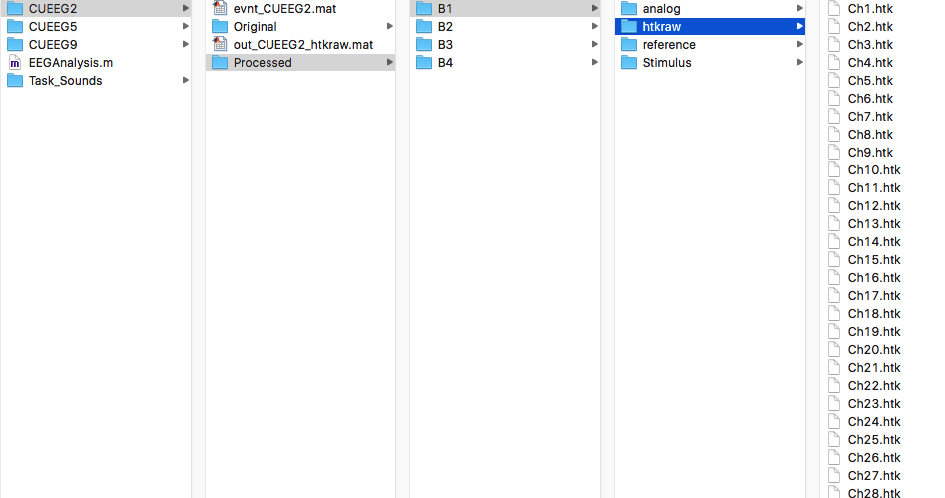 CUEEG2
CUEEG5
CUEEG9
EEGAnalysis.m
Task_Sounds
evnt_CUEEG2.mat
Original
out_CUEEG2_htkraw.mat
Processed
B1
B2
B3
B4
analog
htkraw
reference
Stimulus
Ch1.htk
Ch2.htk
Ch3.htk
Ch4.htk
Ch5.htk
Ch6.htk
Ch7.htk
Ch8.htk
Ch9.htk
Ch10.htk
Ch11.htk
Ch12.htk
Ch13.htk
Ch14.htk
Ch15.htk
Ch16.htk
Ch17.htk
Ch18.htk
Ch19.htk
Ch20.htk
Ch21.htk
Ch22.htk
Ch23.htk
Ch24.htk
Ch25.htk
Ch26.htk
Ch27.htk
Ch28.htk